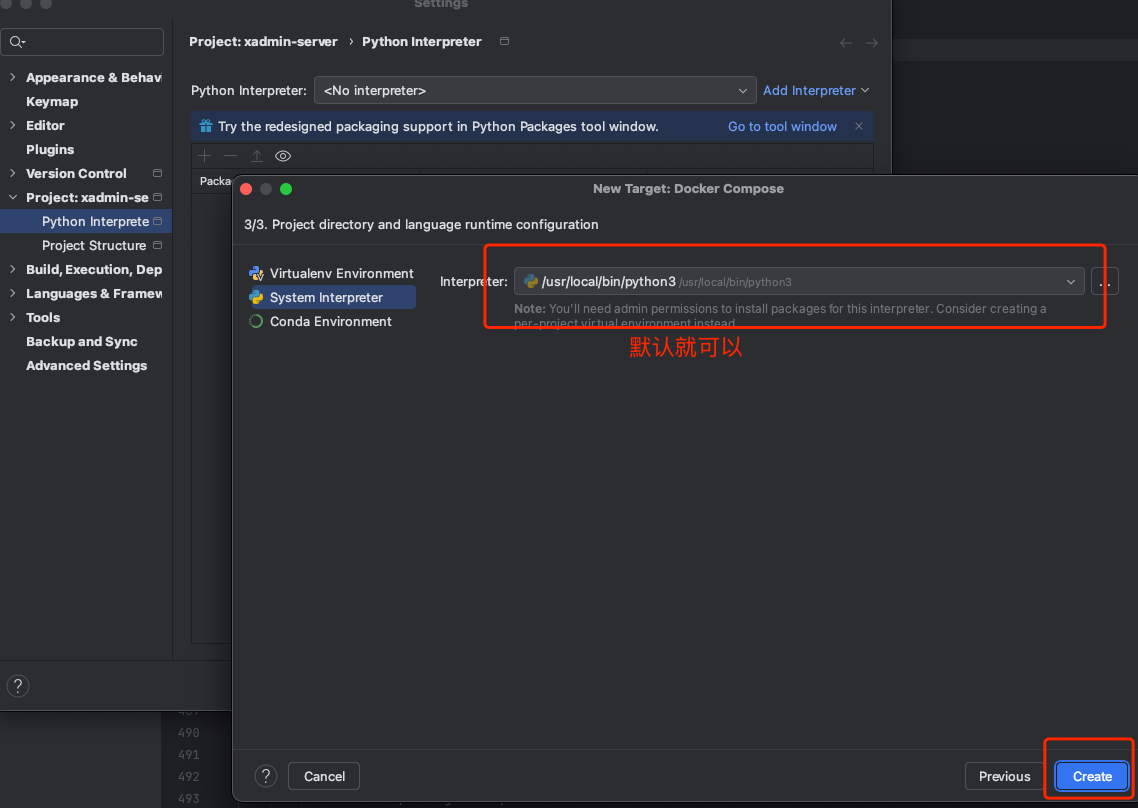 Settings
Project: xadmin-server › Python Interpreter
Appearance & Behavi
Keymap
Editor
Plugins
Version Control
Project: xadmin-se
Python Interprete
Project Structure
Build, Execution, Dep
Languages & Framew
Tools
Backup and Sync
Advanced Settings
Python Interpreter: <No interpreter> Add Interpreter
Try the redesigned packaging support in Python Packages tool window. Go to tool window
Packa
New Target: Docker Compose
3/3. Project directory and language runtime configuration
Virtualenv Environment
System Interpreter
Conda Environment
Interpreter: /usr/local/bin/python3 /usr/local/bin/python3 ...
Note: You'll need admin permissions to install packages for this interpreter. Consider creating a
per-project virtual environment instead.
默认就可以
? Cancel Previous Create
?
489
490
491
492
493